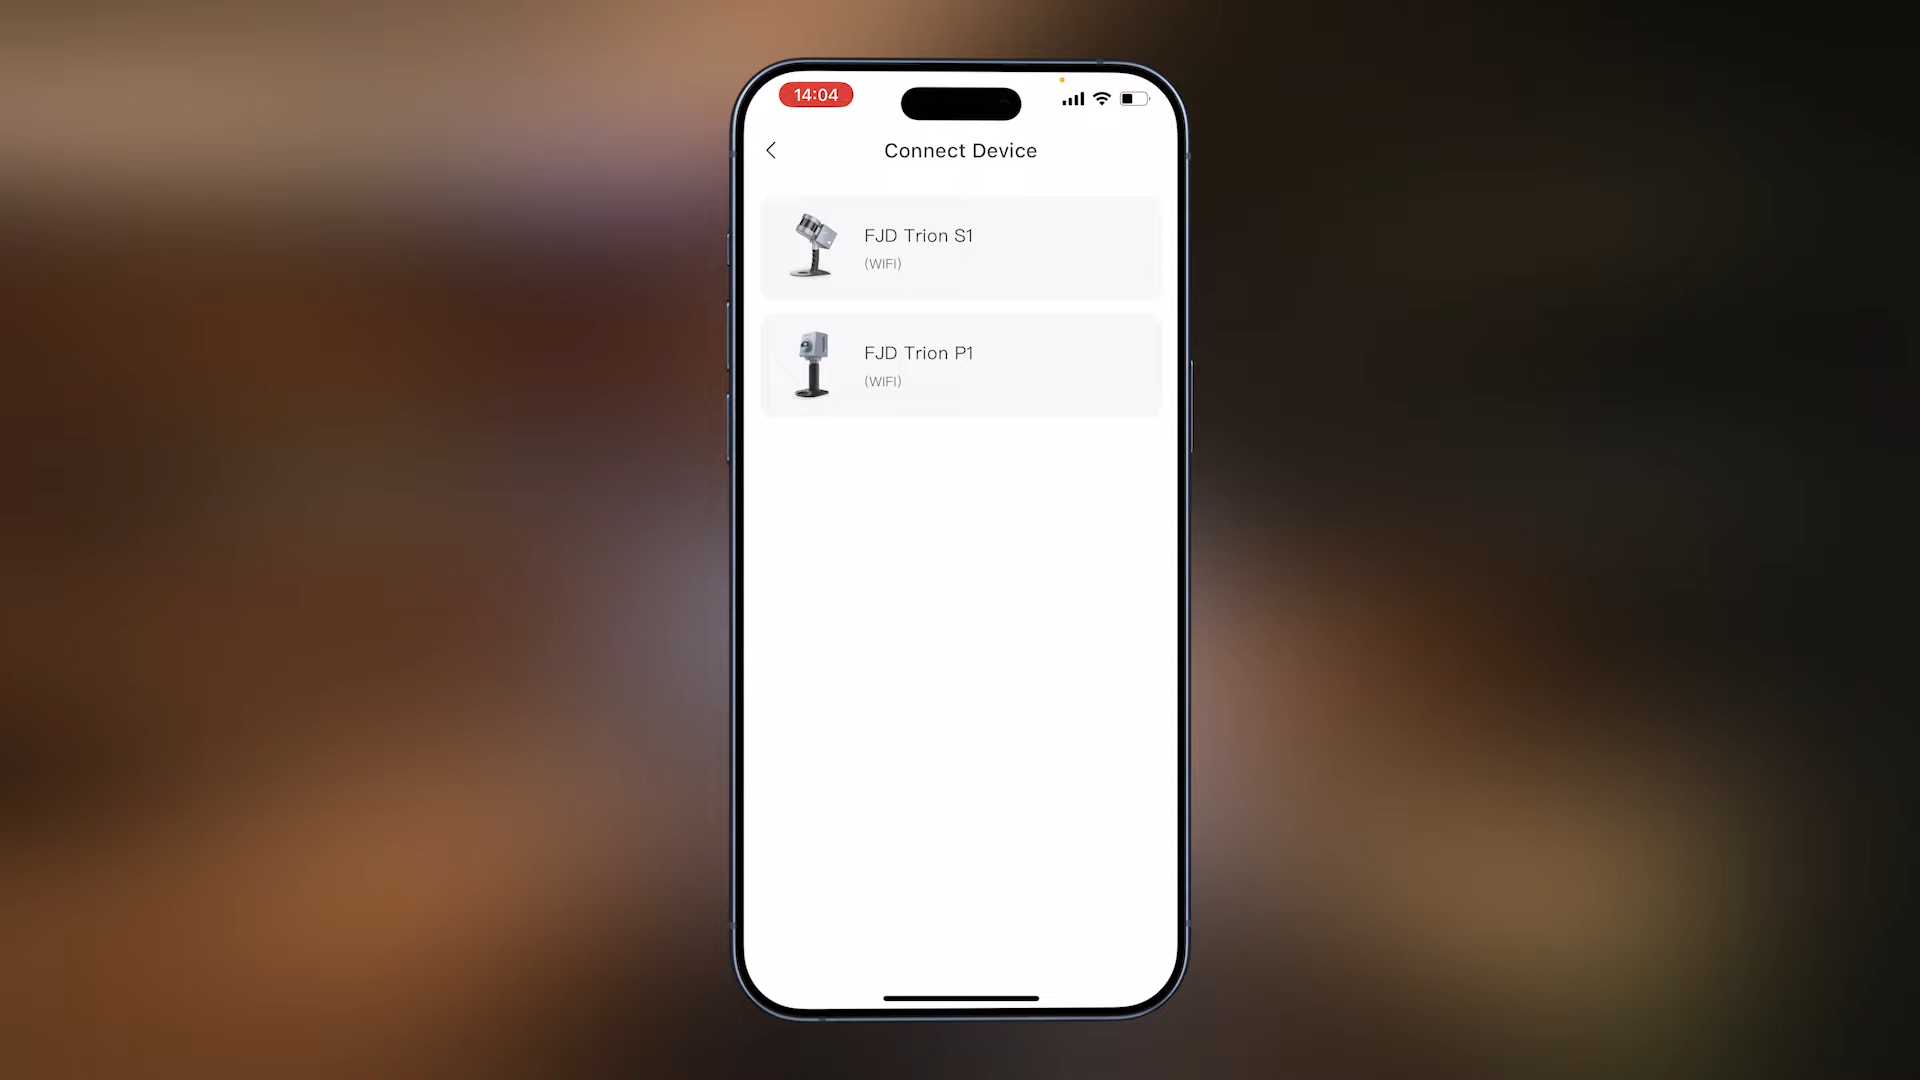 14:04
Connect Device
FJD Trion S1
(WIFI)
FJD Trion P1
(WIFI)